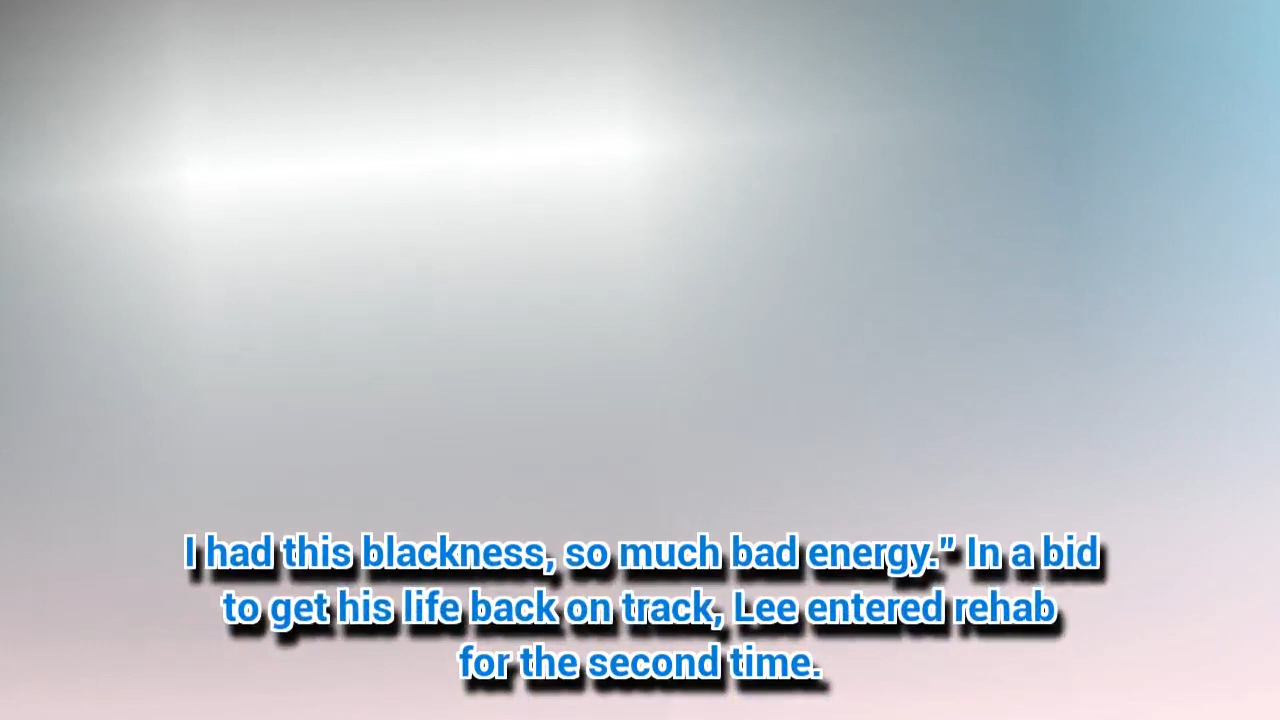 I had this blackness, so much bad energy.” In a bid
to get his life back on track, Lee entered rehab
for the second time.